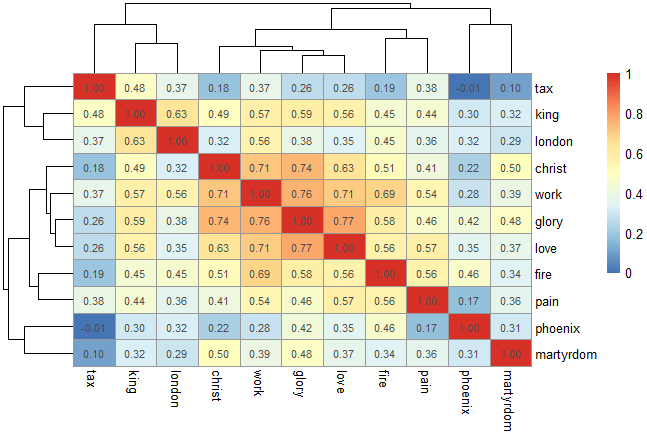 1.00 0.48 0.37 0.18 0.37 0.26 0.26 0.19 0.38 -0.01 0.10 tax
0.48 1.00 0.63 0.49 0.57 0.59 0.56 0.45 0.44 0.30 0.32 king
0.37 0.63 1.00 0.32 0.56 0.38 0.35 0.45 0.36 0.32 0.29 london
0.18 0.49 0.32 1.00 0.71 0.74 0.63 0.51 0.41 0.22 0.50 christ
0.37 0.57 0.56 0.71 1.00 0.76 0.71 0.69 0.54 0.28 0.39 work
0.26 0.59 0.38 0.74 0.76 1.00 0.77 0.58 0.46 0.42 0.48 glory
0.26 0.56 0.35 0.63 0.71 0.77 1.00 0.56 0.57 0.35 0.37 love
0.19 0.45 0.45 0.51 0.69 0.58 0.56 1.00 0.56 0.46 0.34 fire
0.38 0.44 0.36 0.41 0.54 0.46 0.57 0.56 1.00 0.17 0.36 pain
-0.01 0.30 0.32 0.22 0.28 0.42 0.35 0.46 0.17 1.00 0.31 phoenix
0.10 0.32 0.29 0.50 0.39 0.48 0.37 0.34 0.36 0.31 1.00 martyrdom
tax king london christ work glory love fire pain phoenix martyrdom
1
0.8
0.6
0.4
0.2
0